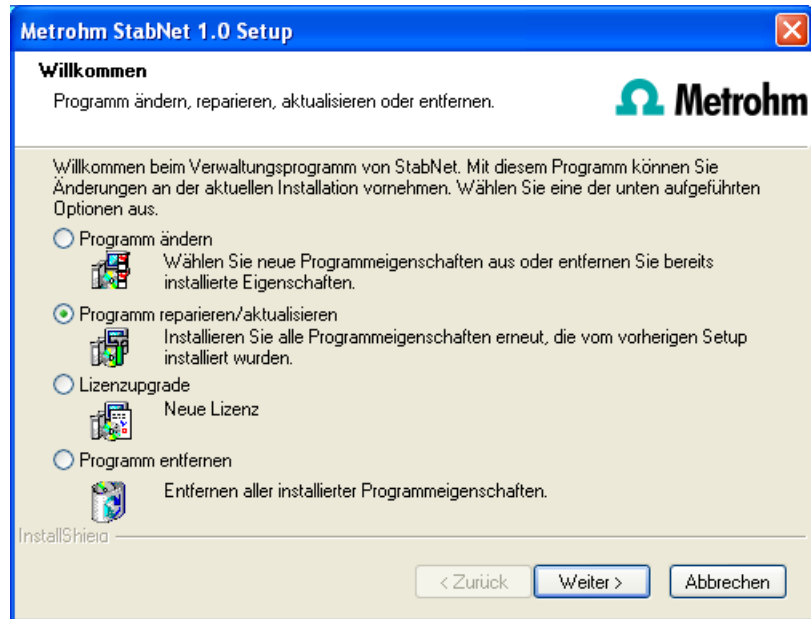 Metrohm StabNet 1.0 Setup
Willkommen
Programm ändern, reparieren, aktualisieren oder entfernen.
Metrohm
Willkommen beim Verwaltungsprogramm von StabNet. Mit diesem Programm können Sie
Änderungen an der aktuellen Installation vornehmen. Wählen Sie eine der unten aufgeführten
Optionen aus.
Programm ändern
Wählen Sie neue Programmeigenschaften aus oder entfernen Sie bereits
installierte Eigenschaften.
Programm reparieren/aktualisieren
Installieren Sie alle Programmeigenschaften erneut, die vom vorherigen Setup
installiert wurden.
Lizenzupgrade
Neue Lizenz
Programm entfernen
Entfernen aller installierter Programmeigenschaften.
InstallShield
< Zurück
Weiter >
Abbrechen